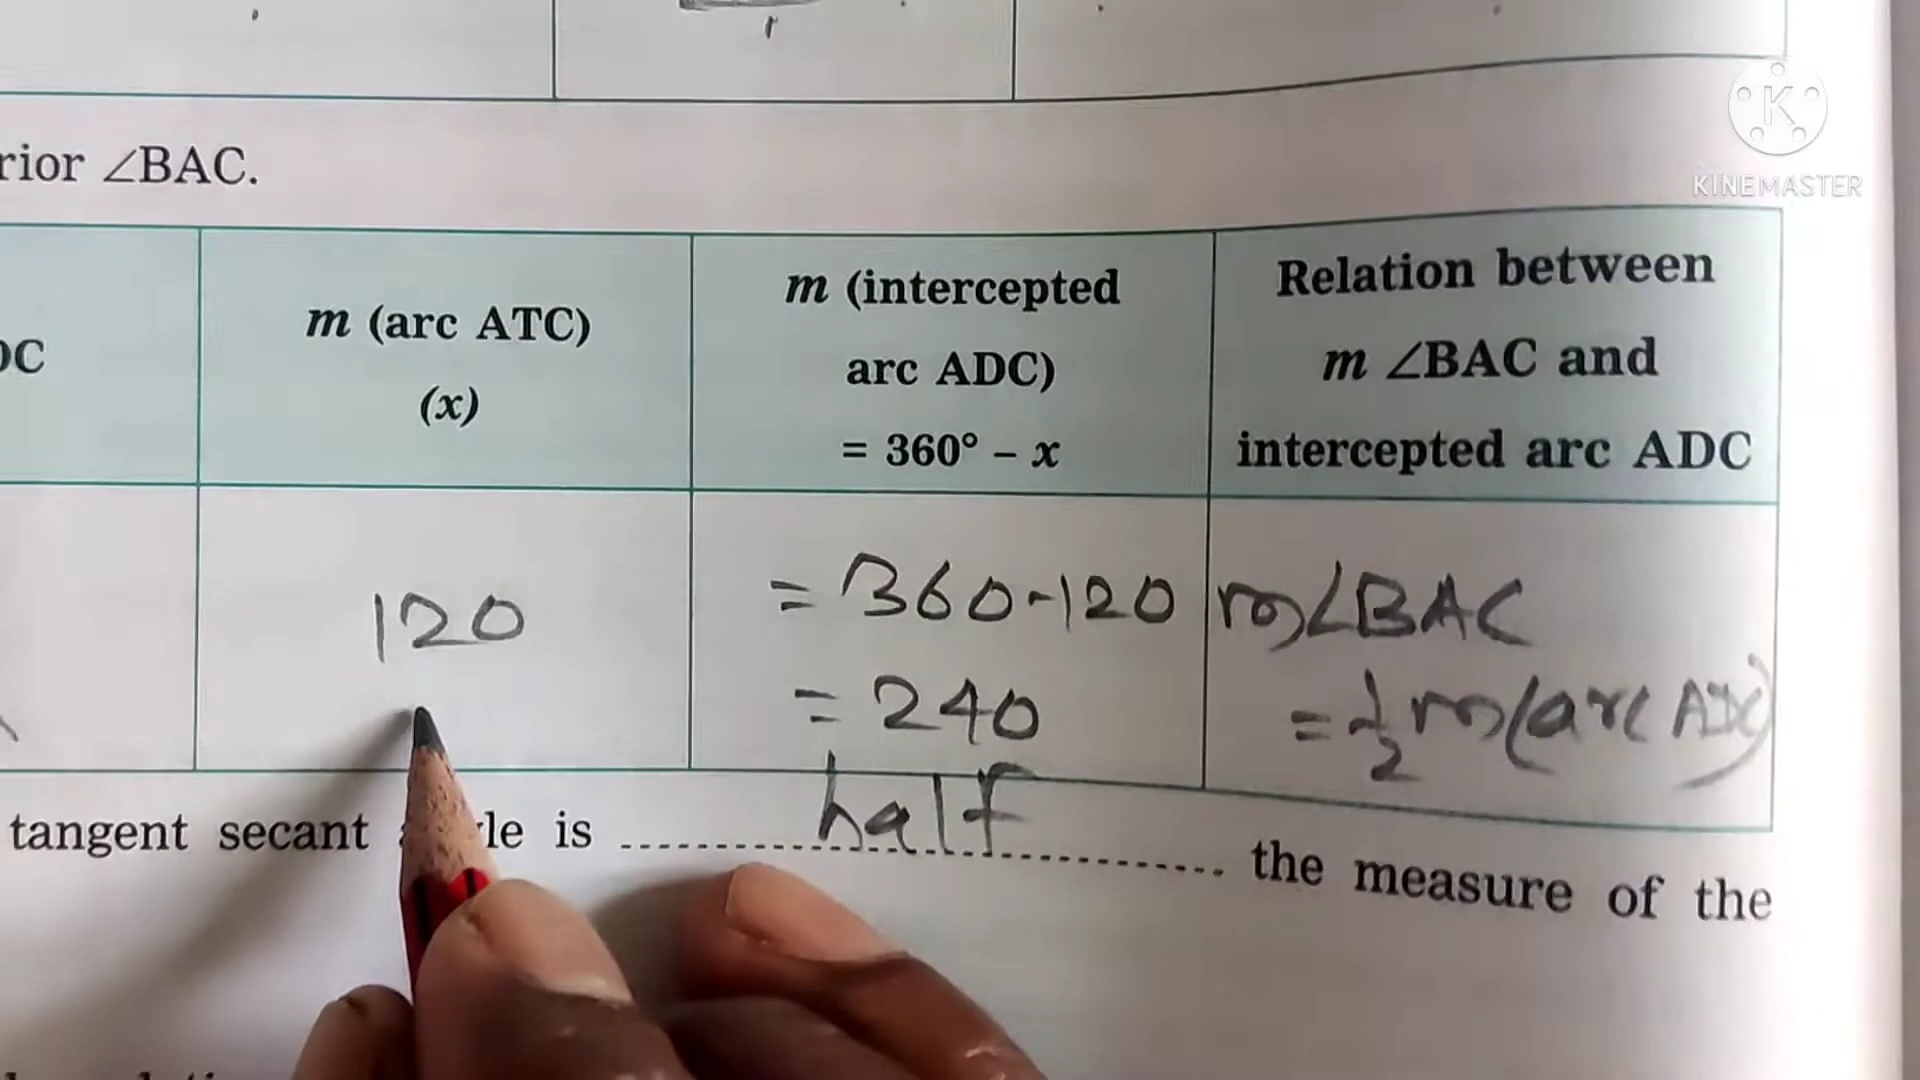 rior ∠BAC.
K
KINEMASTER
m (arc ATC)
(x)
m (intercepted
arc ADC)
= 360° – x
Relation between
m ∠BAC and
intercepted arc ADC
120
= 360-120
= 240
m∠BAC
= 1/2 m(arc ADC)
half
tangent secant is ........ the measure of the